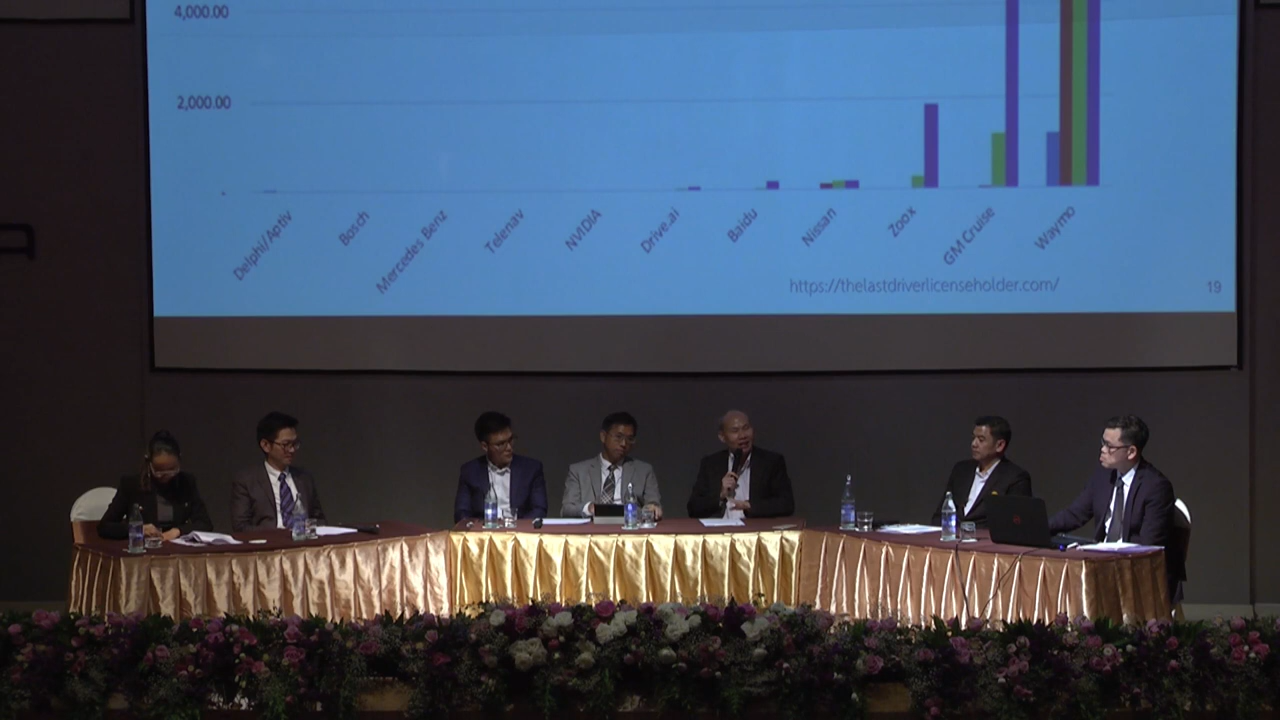 4,000.00
2,000.00
-
Delphi/Aptiv
Bosch
Mercedes Benz
Telenav
NVIDIA
Drive.ai
Baidu
Nissan
Zoox
GM Cruise
Waymo
https://thelastdriverlicenseholder.com/
19